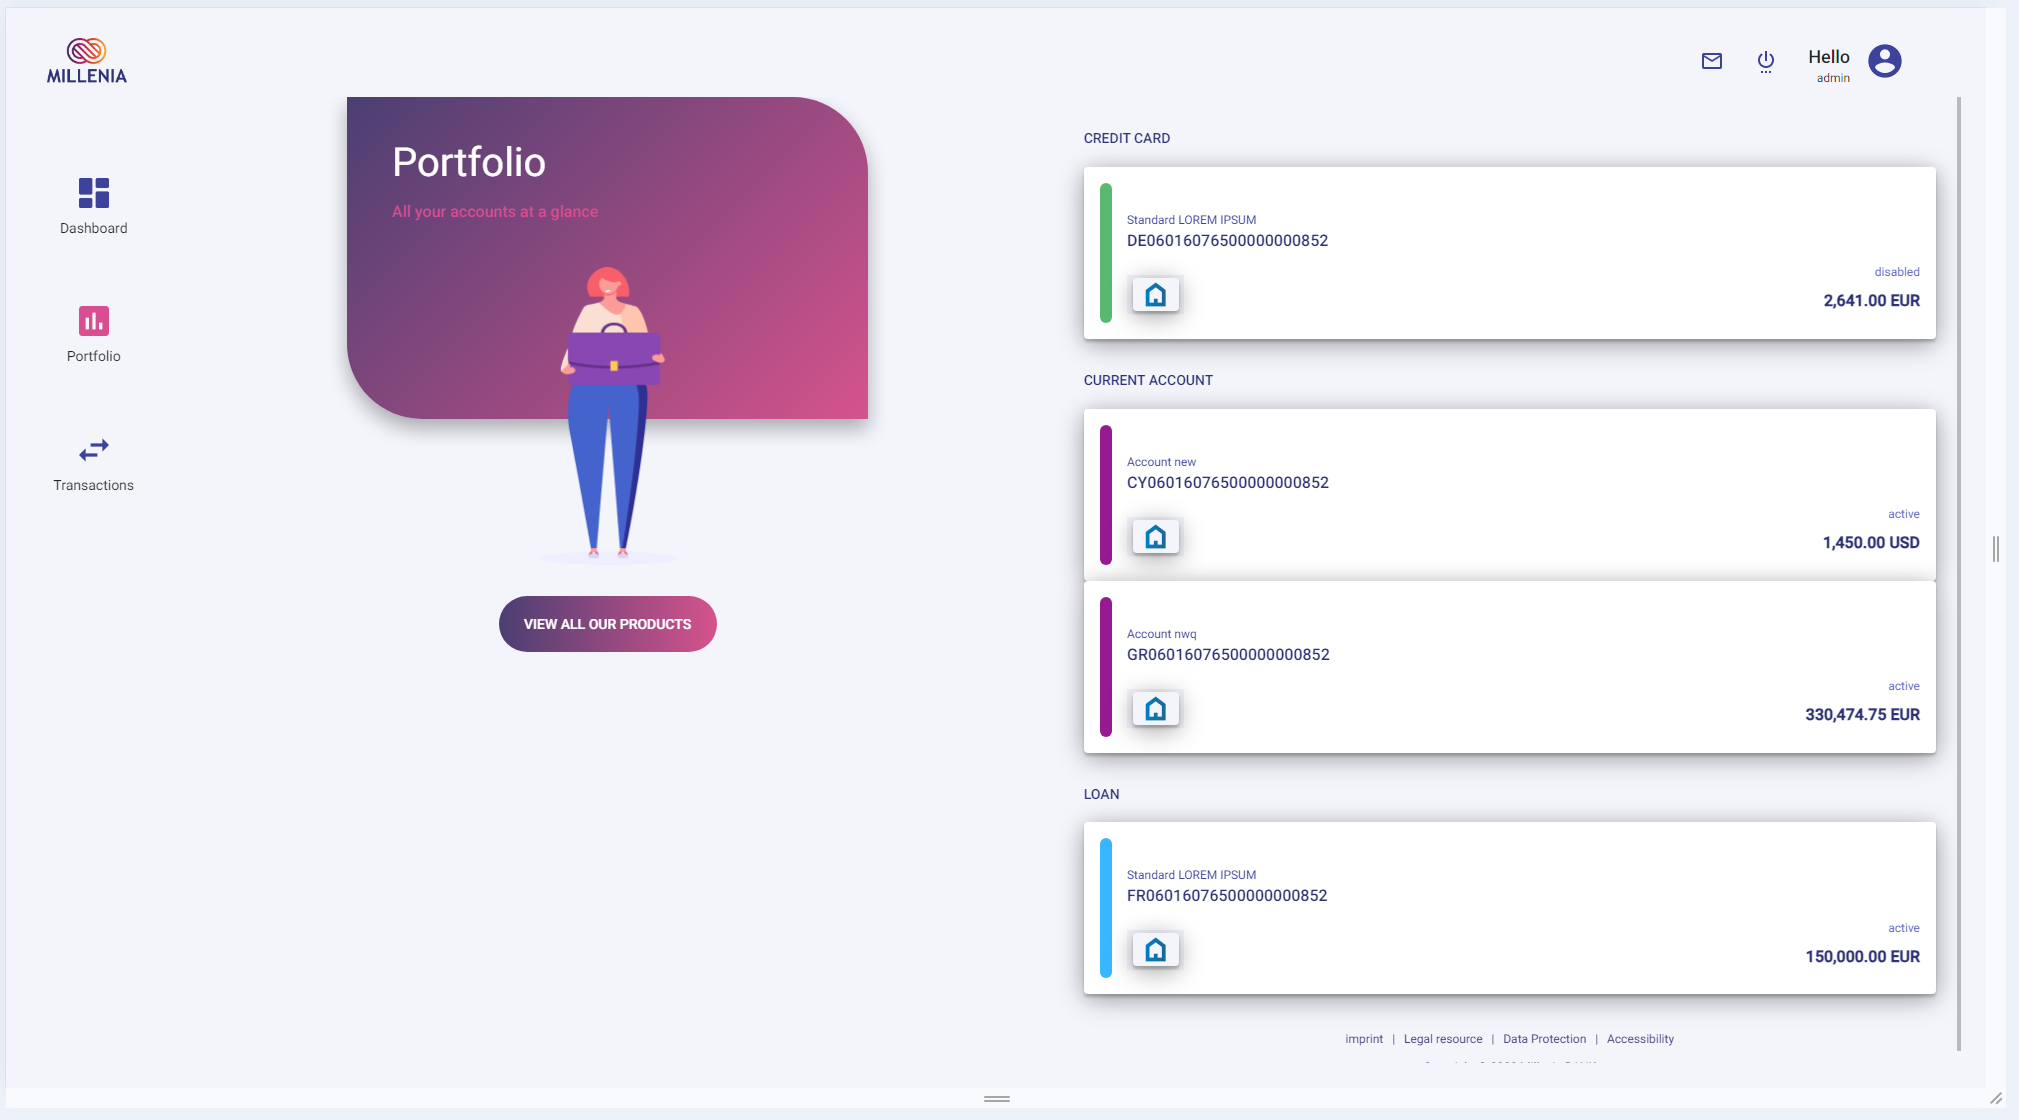 MILLENIA
Hello
admin
Dashboard
Portfolio
Transactions
Portfolio
All your accounts at a glance
VIEW ALL OUR PRODUCTS
CREDIT CARD
Standard LOREM IPSUM
DE06016076500000000852
disabled
2,641.00 EUR
CURRENT ACCOUNT
Account new
CY06016076500000000852
active
1,450.00 USD
Account nwq
GR06016076500000000852
active
330,474.75 EUR
LOAN
Standard LOREM IPSUM
FR06016076500000000852
active
150,000.00 EUR
imprint | Legal resource | Data Protection | Accessibility